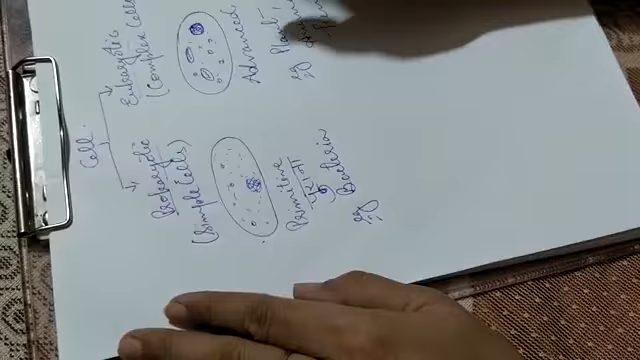 Cell
Prokaryotic
(Simple Cells)
Primitive
पुराना
eg Bacteria
Eukaryotic
(Complex Cells)
Advanced
eg Plant